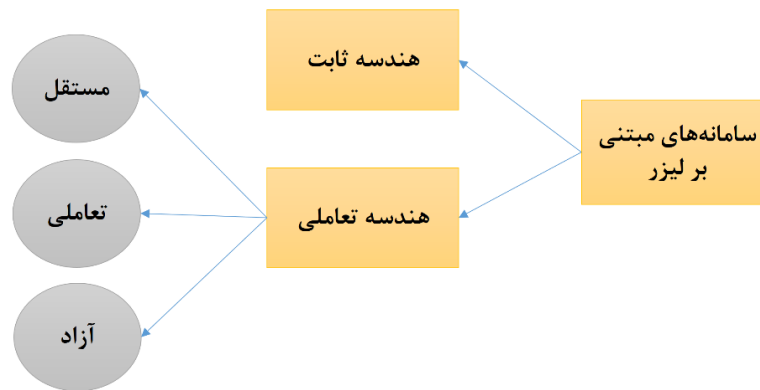 سامانه‌های مبتنی
بر لیزر
هندسه ثابت
هندسه تعاملی
مستقل
تعاملی
آزاد